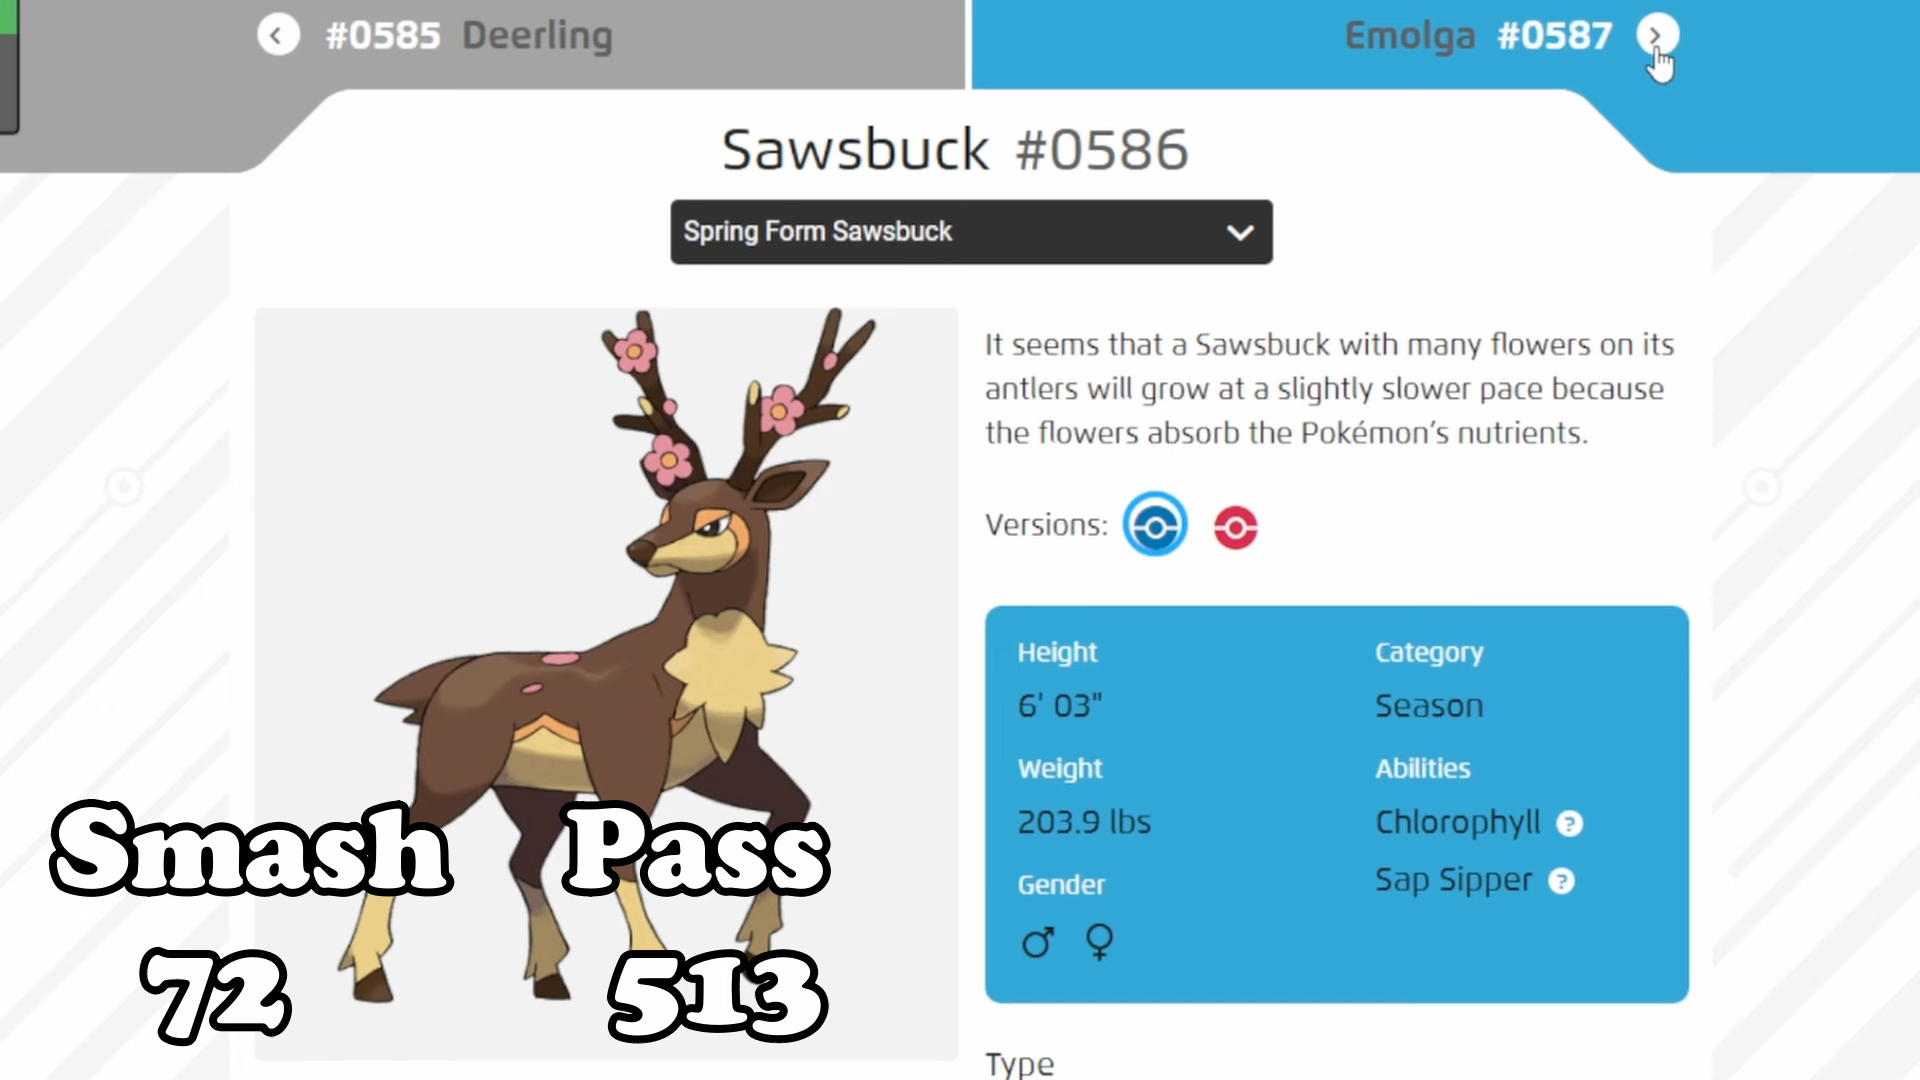 #0585 Deerling
Emolga #0587
Sawsbuck #0586
Spring Form Sawsbuck
It seems that a Sawsbuck with many flowers on its
antlers will grow at a slightly slower pace because
the flowers absorb the Pokémon's nutrients.
Versions:
Height
6' 03"
Weight
203.9 lbs
Gender
Category
Season
Abilities
Chlorophyll ?
Sap Sipper ?
Type
Smash Pass
72 513